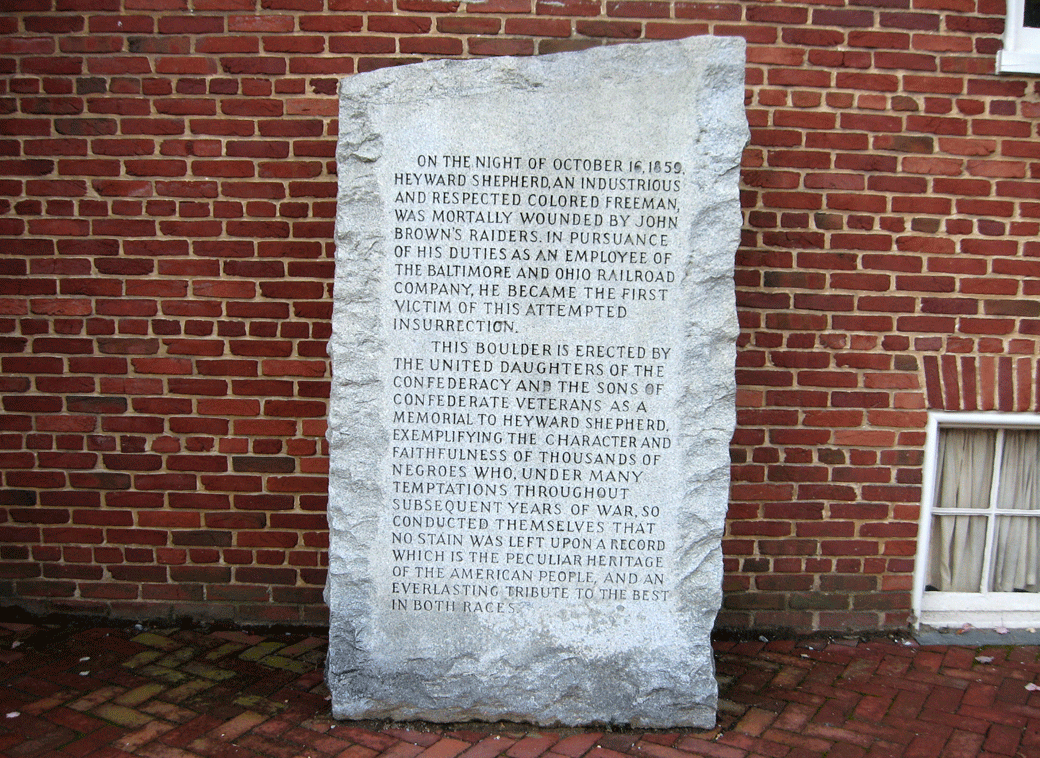 ON THE NIGHT OF OCTOBER 16, 1859,
HEYWARD SHEPHERD, AN INDUSTRIOUS
AND RESPECTED COLORED FREEMAN,
WAS MORTALLY WOUNDED BY JOHN
BROWN'S RAIDERS. IN PURSUANCE
OF HIS DUTIES AS AN EMPLOYEE OF
THE BALTIMORE AND OHIO RAILROAD
COMPANY, HE BECAME THE FIRST
VICTIM OF THIS ATTEMPTED
INSURRECTION.
THIS BOULDER IS ERECTED BY
THE UNITED DAUGHTERS OF THE
CONFEDERACY AND THE SONS OF
CONFEDERATE VETERANS AS A
MEMORIAL TO HEYWARD SHEPHERD,
EXEMPLIFYING THE CHARACTER AND
FAITHFULNESS OF THOUSANDS OF
NEGROES WHO, UNDER MANY
TEMPTATIONS THROUGHOUT
SUBSEQUENT YEARS OF WAR, SO
CONDUCTED THEMSELVES THAT
NO STAIN WAS LEFT UPON A RECORD
WHICH IS THE PECULIAR HERITAGE
OF THE AMERICAN PEOPLE, AND AN
EVERLASTING TRIBUTE TO THE BEST
IN BOTH RACES.